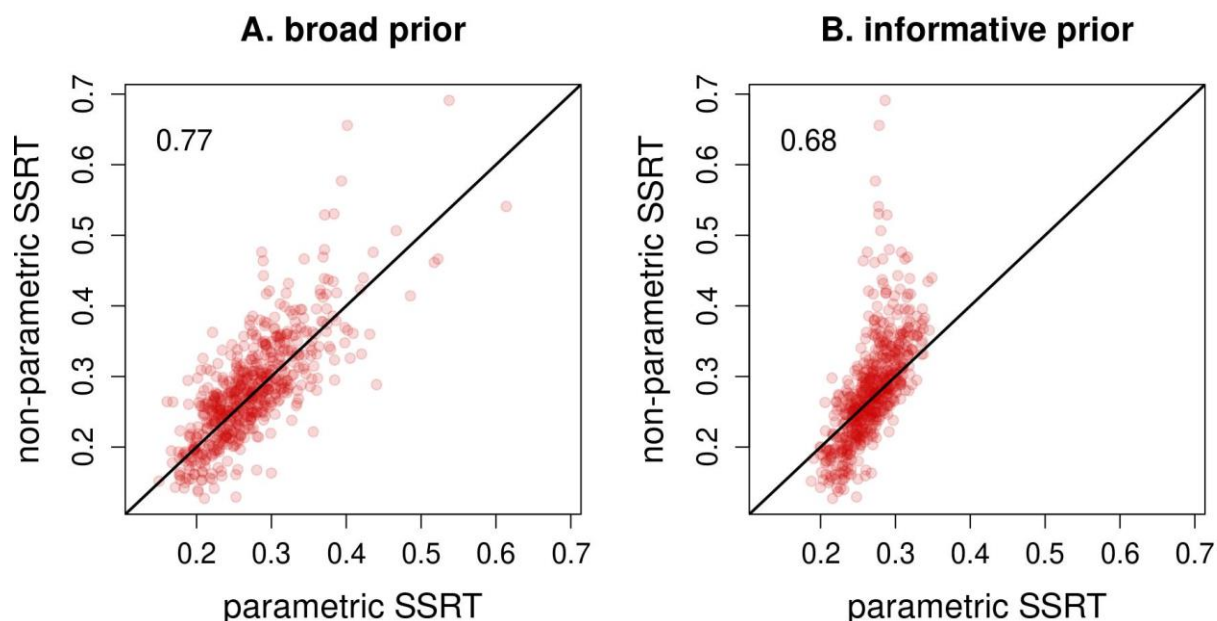 A. broad prior
0.77
non-parametric SSRT
0.7
0.6
0.5
0.4
0.3
0.2
0.2 0.3 0.4 0.5 0.6 0.7
parametric SSRT
B. informative prior
0.68
non-parametric SSRT
0.7
0.6
0.5
0.4
0.3
0.2
0.2 0.3 0.4 0.5 0.6 0.7
parametric SSRT